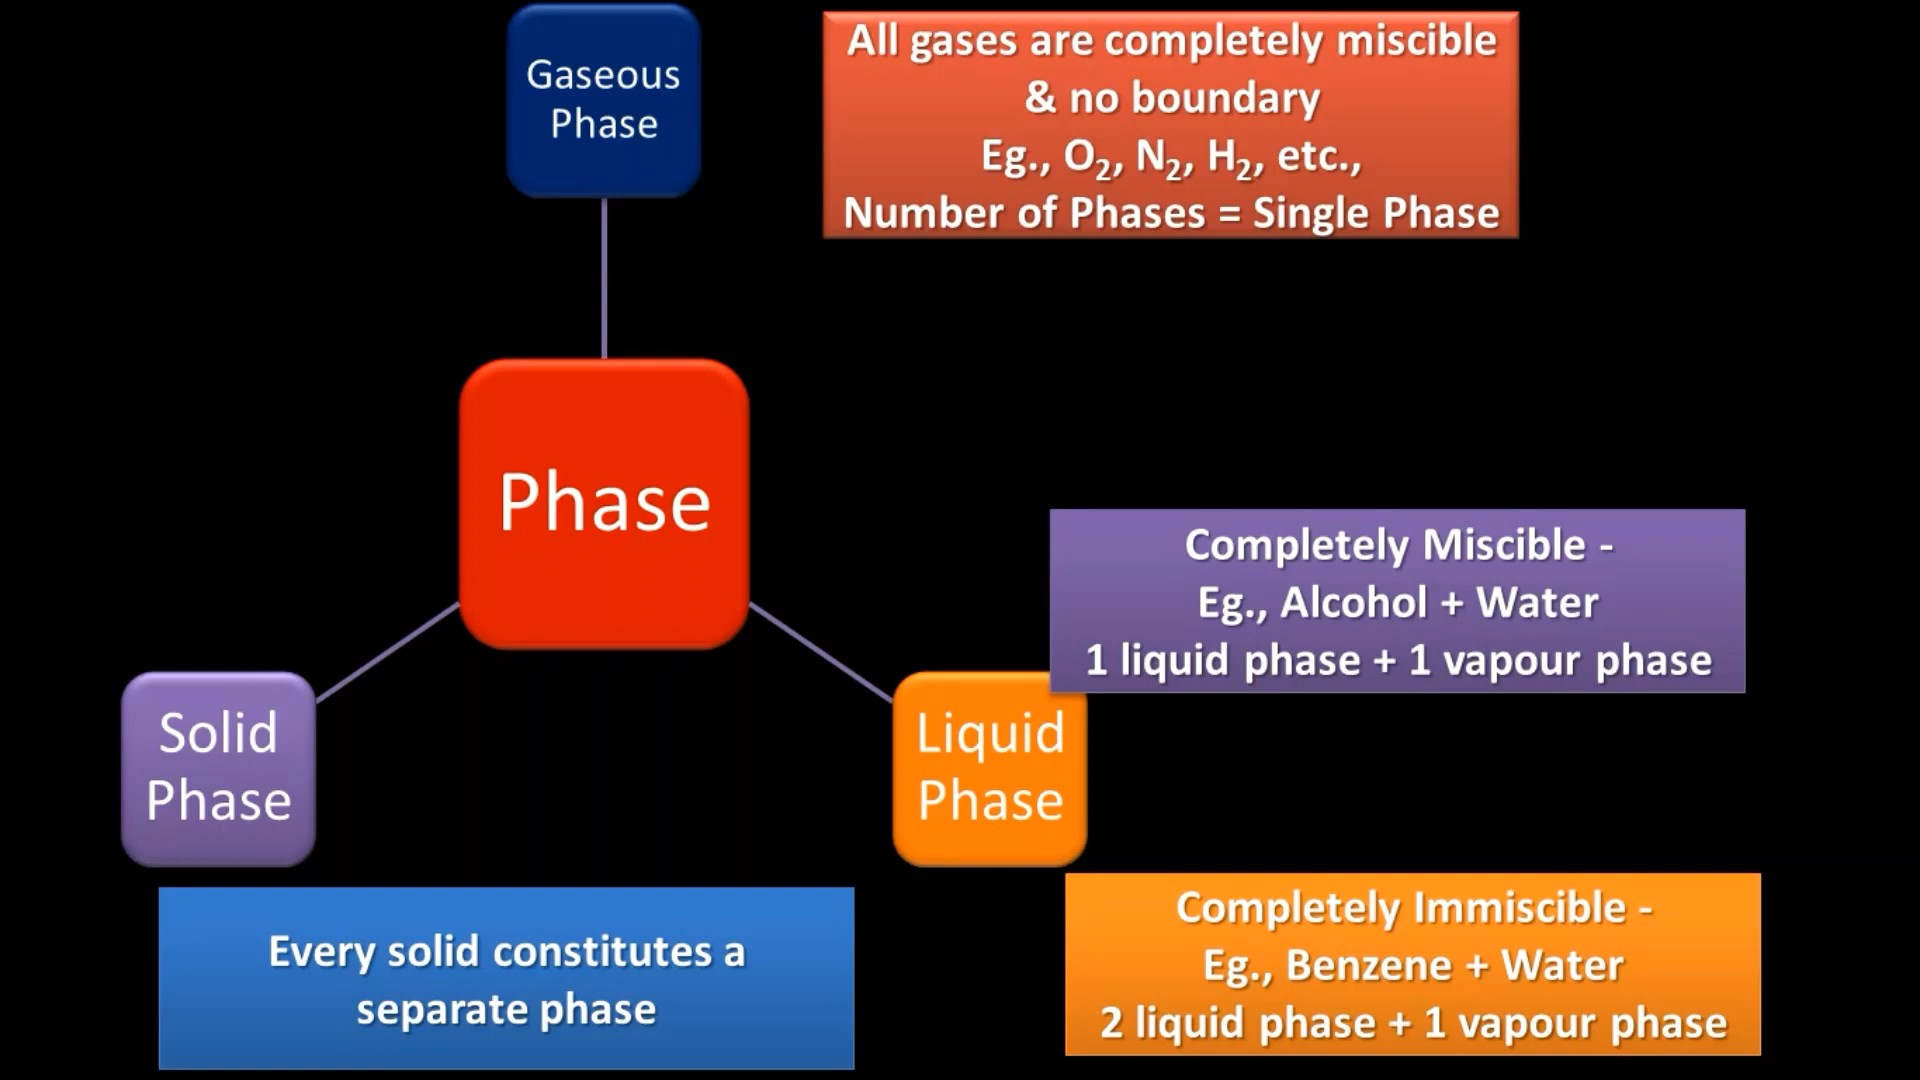 Gaseous
Phase
All gases are completely miscible
& no boundary
Eg., O₂, N₂, H₂, etc.,
Number of Phases = Single Phase
Phase
Completely Miscible -
Eg., Alcohol + Water
1 liquid phase + 1 vapour phase
Solid
Phase
Liquid
Phase
Every solid constitutes a
separate phase
Completely Immiscible -
Eg., Benzene + Water
2 liquid phase + 1 vapour phase